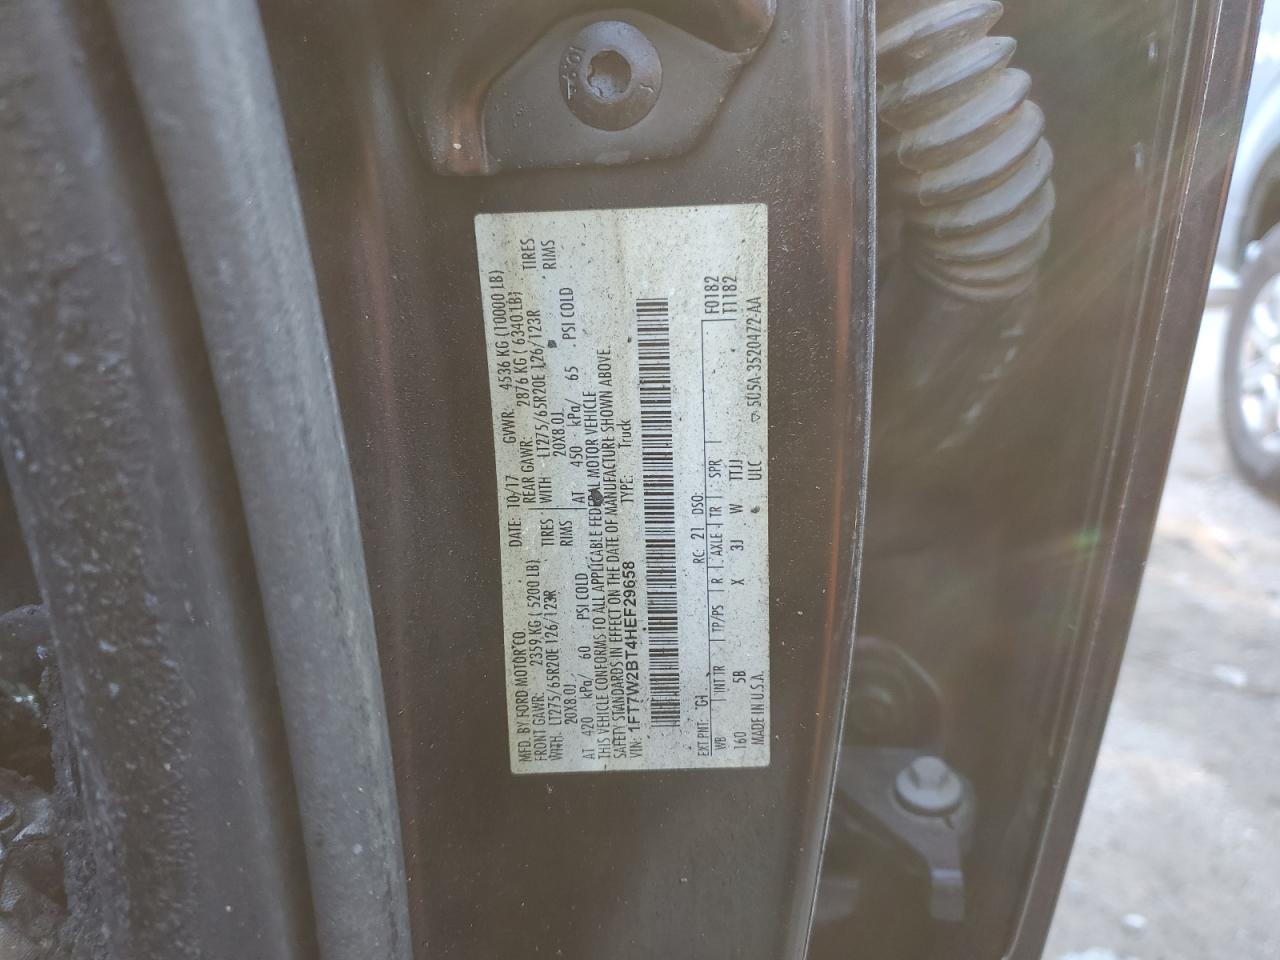 MFD. BY FORD MOTOR CO.
DATE: 10/17 GVWR: 4536 KG (10000 LB)
FRONT GAWR: 2359 KG ( 5200 LB) REAR GAWR: 2876 KG ( 6340 LB)
WITH LT275/65R20E 126/123R TIRES WITH LT275/65R20E 126/123R TIRES
20X8.0J RIMS 20X8.0J RIMS
AT 420 kPa/ 60 PSI COLD AT 450 kPa/ 65 PSI COLD
THIS VEHICLE CONFORMS TO ALL APPLICABLE FEDERAL MOTOR VEHICLE
SAFETY STANDARDS IN EFFECT ON THE DATE OF MANUFACTURE SHOWN ABOVE.
VIN: 1FT7W2BT4HEF29658 TYPE: Truck
EXT PNT: GH RC: 21 DSO: F0182
WB INT TR TP/PS R AXLE TR SPR T1182
160 5B X 3J W TTJJ
MADE IN U.S.A. ULC 5U5A-3520472-AA
10.9